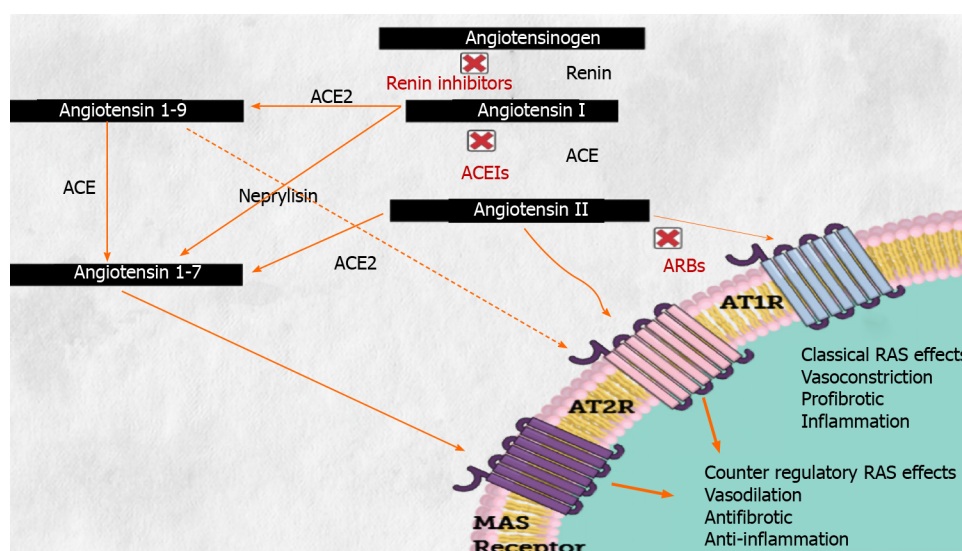 Angiotensinogen
Renin inhibitors
Renin
Angiotensin 1-9
ACE2
Angiotensin I
ACEIs
ACE
ACE
Neprylisin
Angiotensin II
ACE2
ARBs
Angiotensin 1-7
AT1R
AT2R
MAS
Receptor
Classical RAS effects
Vasoconstriction
Profibrotic
Inflammation
Counter regulatory RAS effects
Vasodilation
Antifibrotic
Anti-inflammation